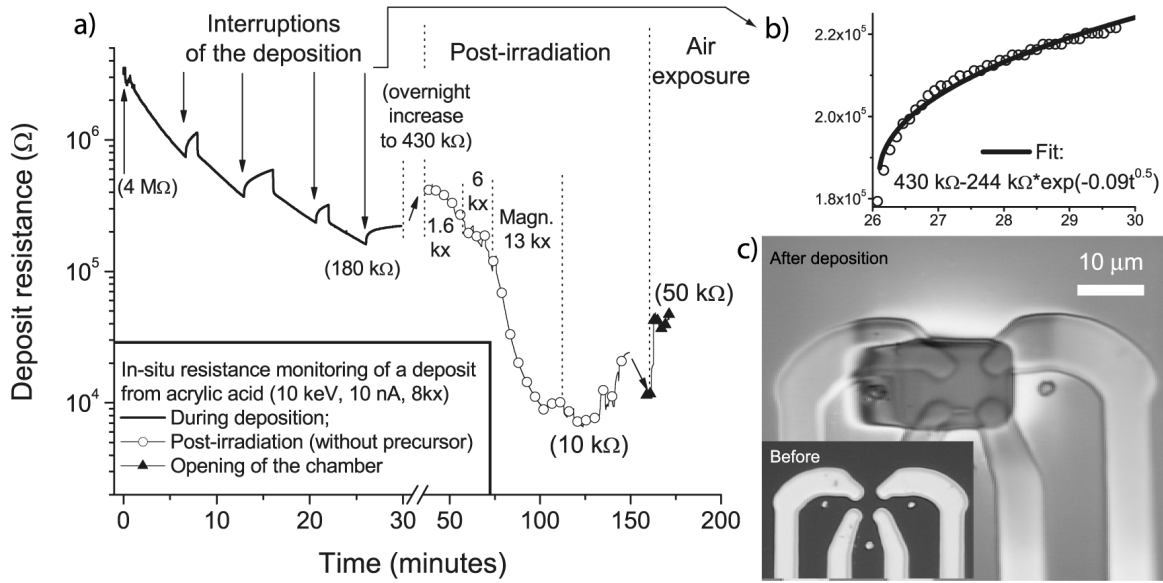 a)
Interruptions
of the deposition
Post-irradiation
Air
exposure
(overnight
increase
to 430 kΩ)
Deposit resistance (Ω)
10⁶
10⁵
10⁴
(4 MΩ)
(180 kΩ)
1.6
kx
6
kx
Magn.
13 kx
(10 kΩ)
(50 kΩ)
In-situ resistance monitoring of a deposit
from acrylic acid (10 keV, 10 nA, 8kx)
During deposition;
Post-irradiation (without precursor)
Opening of the chamber
0 10 20 30 50 100 150 200
Time (minutes)
b)
2.2x10⁵
2.0x10⁵
1.8x10⁵
Fit:
430 kΩ-244 kΩ*exp(-0.09t⁰·⁵)
26 27 28 29 30
c)
After deposition
10 μm
Before